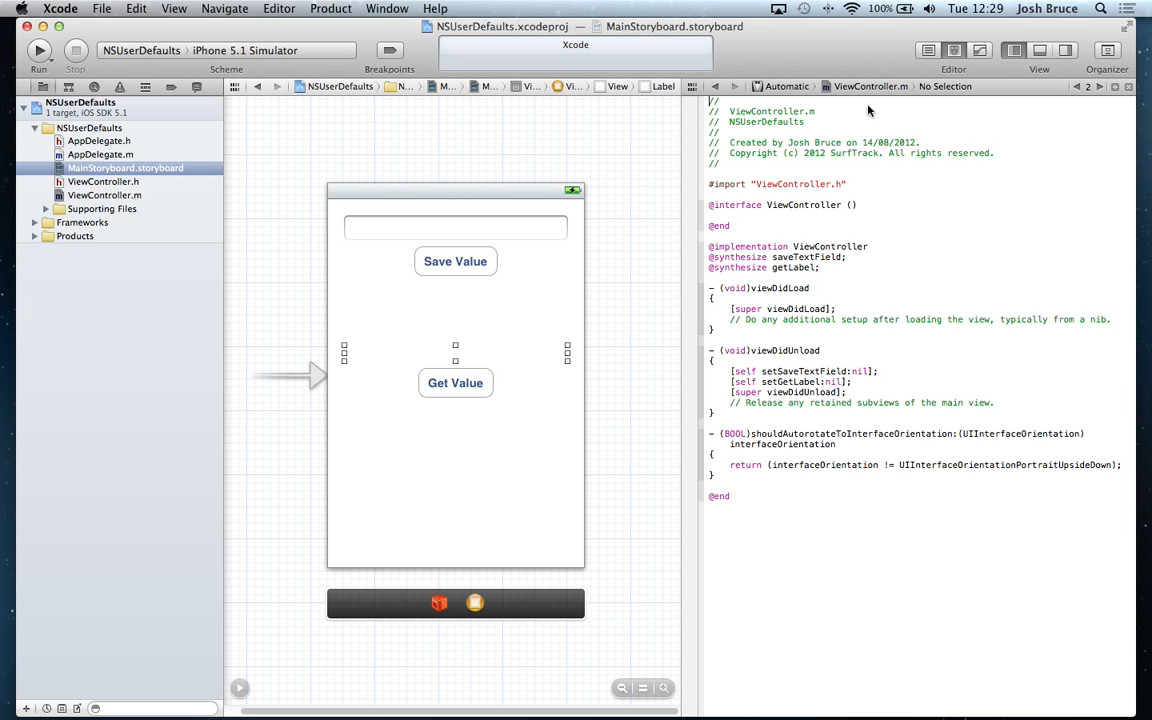 Xcode File Edit View Navigate Editor Product Window Help 100% Tue 12:29 Josh Bruce
NSUserDefaults.xcodeproj — MainStoryboard.storyboard
NSUserDefaults iPhone 5.1 Simulator
Xcode
Run Stop Scheme Breakpoints Editor View Organizer
NSUserDefaults N... M... M... Vi... Vi... View Label Automatic ViewController.m No Selection 2
NSUserDefaults
1 target, iOS SDK 5.1
NSUserDefaults
AppDelegate.h
AppDelegate.m
MainStoryboard.storyboard
ViewController.h
ViewController.m
Supporting Files
Frameworks
Products
Save Value
Get Value
//
// ViewController.m
// NSUserDefaults
//
// Created by Josh Bruce on 14/08/2012.
// Copyright (c) 2012 SurfTrack. All rights reserved.
//
#import "ViewController.h"
@interface ViewController ()
@end
@implementation ViewController
@synthesize saveTextField;
@synthesize getLabel;
- (void)viewDidLoad
{
[super viewDidLoad];
// Do any additional setup after loading the view, typically from a nib.
}
- (void)viewDidUnload
{
[self setSaveTextField:nil];
[self setGetLabel:nil];
[super viewDidUnload];
// Release any retained subviews of the main view.
}
- (BOOL)shouldAutorotateToInterfaceOrientation:(UIInterfaceOrientation)
interfaceOrientation
{
return (interfaceOrientation != UIInterfaceOrientationPortraitUpsideDown);
}
@end